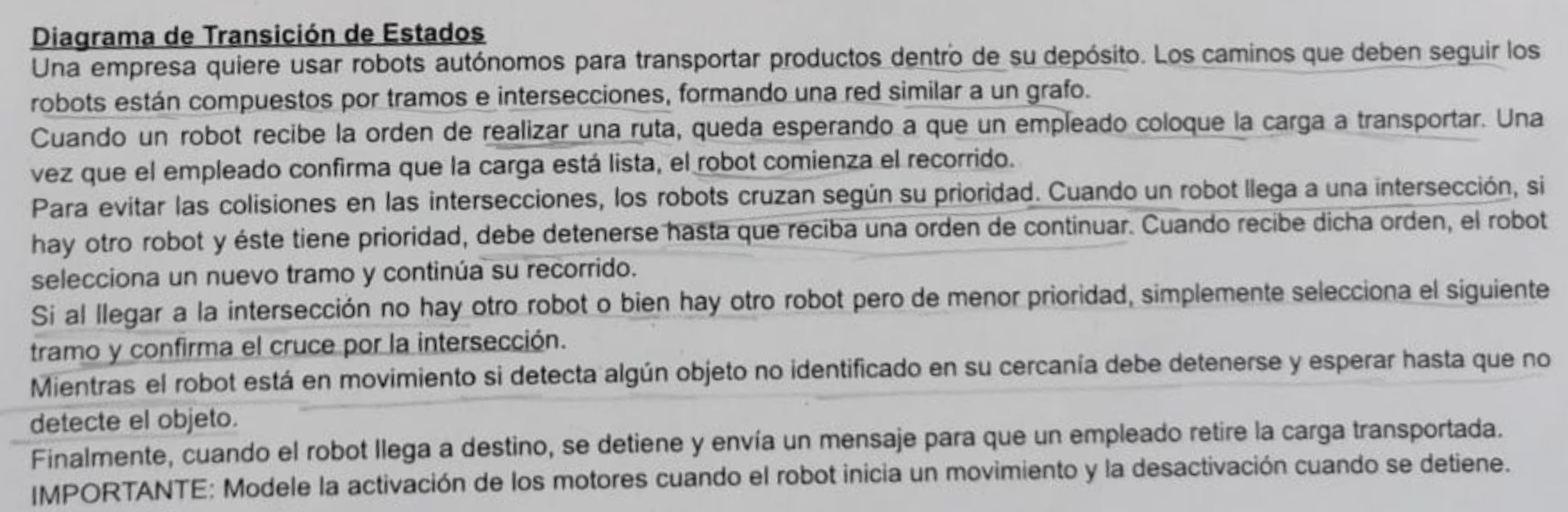 Diagrama de Transición de Estados
Una empresa quiere usar robots autónomos para transportar productos dentro de su depósito. Los caminos que deben seguir los
robots están compuestos por tramos e intersecciones, formando una red similar a un grafo.
Cuando un robot recibe la orden de realizar una ruta, queda esperando a que un empleado coloque la carga a transportar. Una
vez que el empleado confirma que la carga está lista, el robot comienza el recorrido.
Para evitar las colisiones en las intersecciones, los robots cruzan según su prioridad. Cuando un robot llega a una intersección, si
hay otro robot y éste tiene prioridad, debe detenerse hasta que reciba una orden de continuar. Cuando recibe dicha orden, el robot
selecciona un nuevo tramo y continúa su recorrido.
Si al llegar a la intersección no hay otro robot o bien hay otro robot pero de menor prioridad, simplemente selecciona el siguiente
tramo y confirma el cruce por la intersección.
Mientras el robot está en movimiento si detecta algún objeto no identificado en su cercanía debe detenerse y esperar hasta que no
detecte el objeto.
Finalmente, cuando el robot llega a destino, se detiene y envía un mensaje para que un empleado retire la carga transportada.
IMPORTANTE: Modele la activación de los motores cuando el robot inicia un movimiento y la desactivación cuando se detiene.